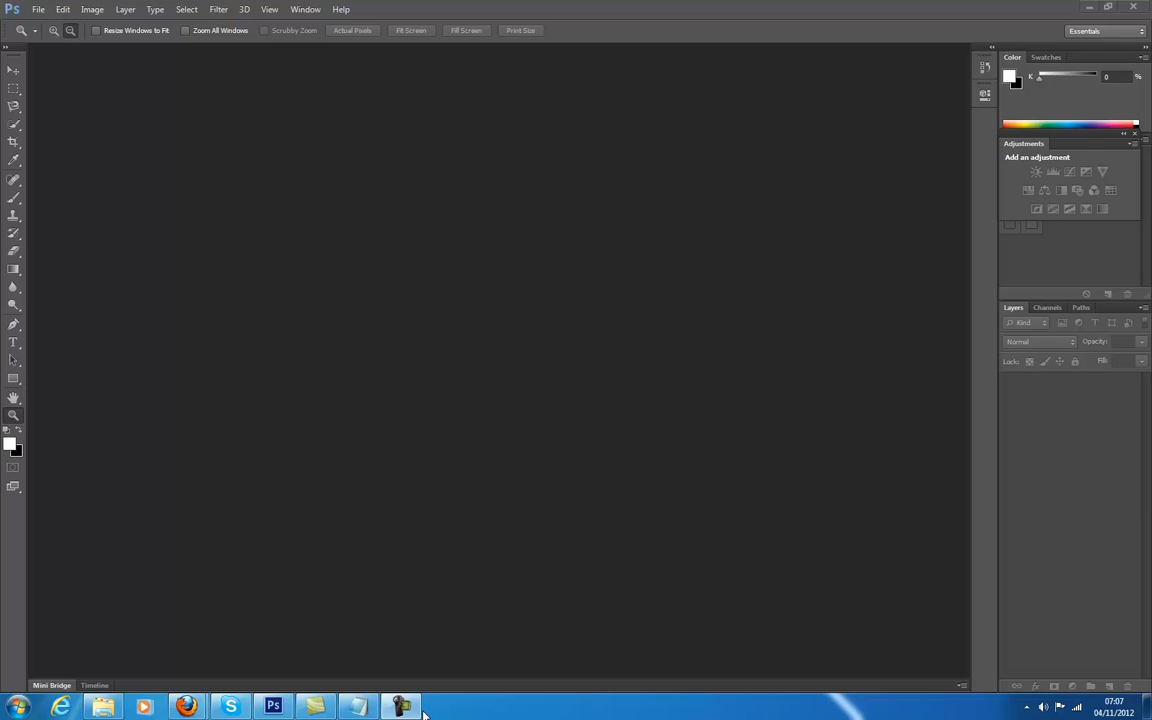 Ps File Edit Image Layer Type Select Filter 3D View Window Help
Resize Windows to Fit Zoom All Windows Scrubby Zoom Actual Pixels Fit Screen Fill Screen Print Size Essentials
Color Swatches
K 0 %
Adjustments
Add an adjustment
Layers Channels Paths
Kind T
Normal Opacity:
Lock: Fill:
T
Mini Bridge Timeline
Ps
07:07
04/11/2012